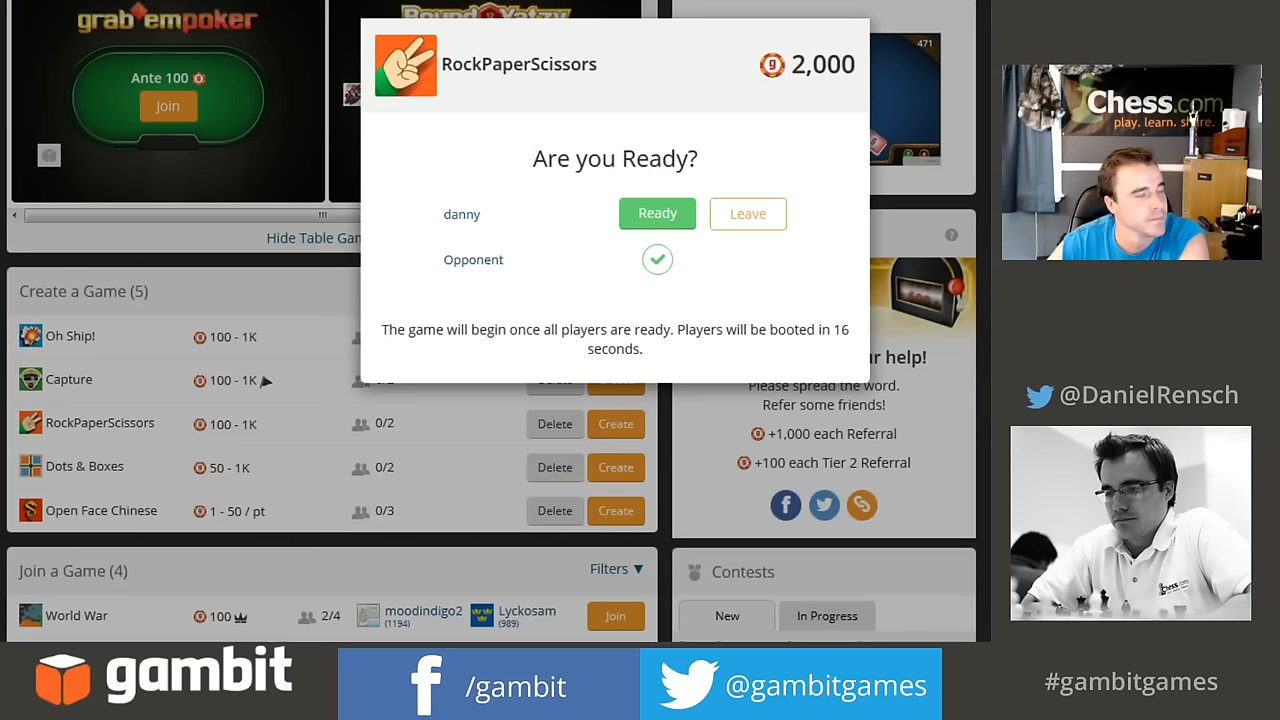 grab'empoker
Ante 100
Join
471
RockPaperScissors
2,000
Are you Ready?
danny
Ready
Leave
Opponent
The game will begin once all players are ready. Players will be booted in 16
seconds.
Hide Table Gam
Create a Game (5)
Oh Ship!
100 - 1K
Capture
100 - 1K
RockPaperScissors
100 - 1K
0/2
Delete
Create
Dots & Boxes
50 - 1K
0/2
Delete
Create
Open Face Chinese
1 - 50 / pt
0/3
Delete
Create
Join a Game (4)
Filters ▼
World War
100
2/4
moodindigo2
(1194)
Lyckosam
(989)
Join
ur help!
Please spread the word.
Refer some friends!
+1,000 each Referral
+100 each Tier 2 Referral
Contests
New
In Progress
Chess.com
play. learn. share.
@DanielRensch
Chess.com
gambit
/gambit
@gambitgames
#gambitgames